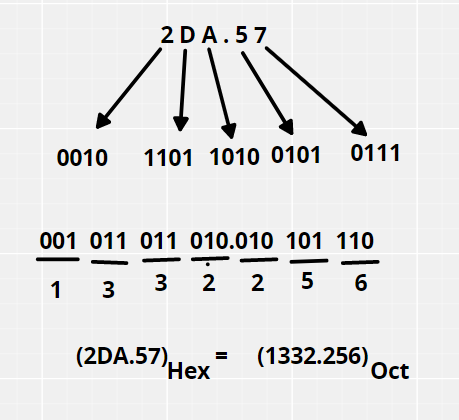 2DA.57
0010 1101 1010 0101 0111
001 011 011 010.010 101 110
1 3 3 2 2 5 6
(2DA.57)Hex = (1332.256)Oct